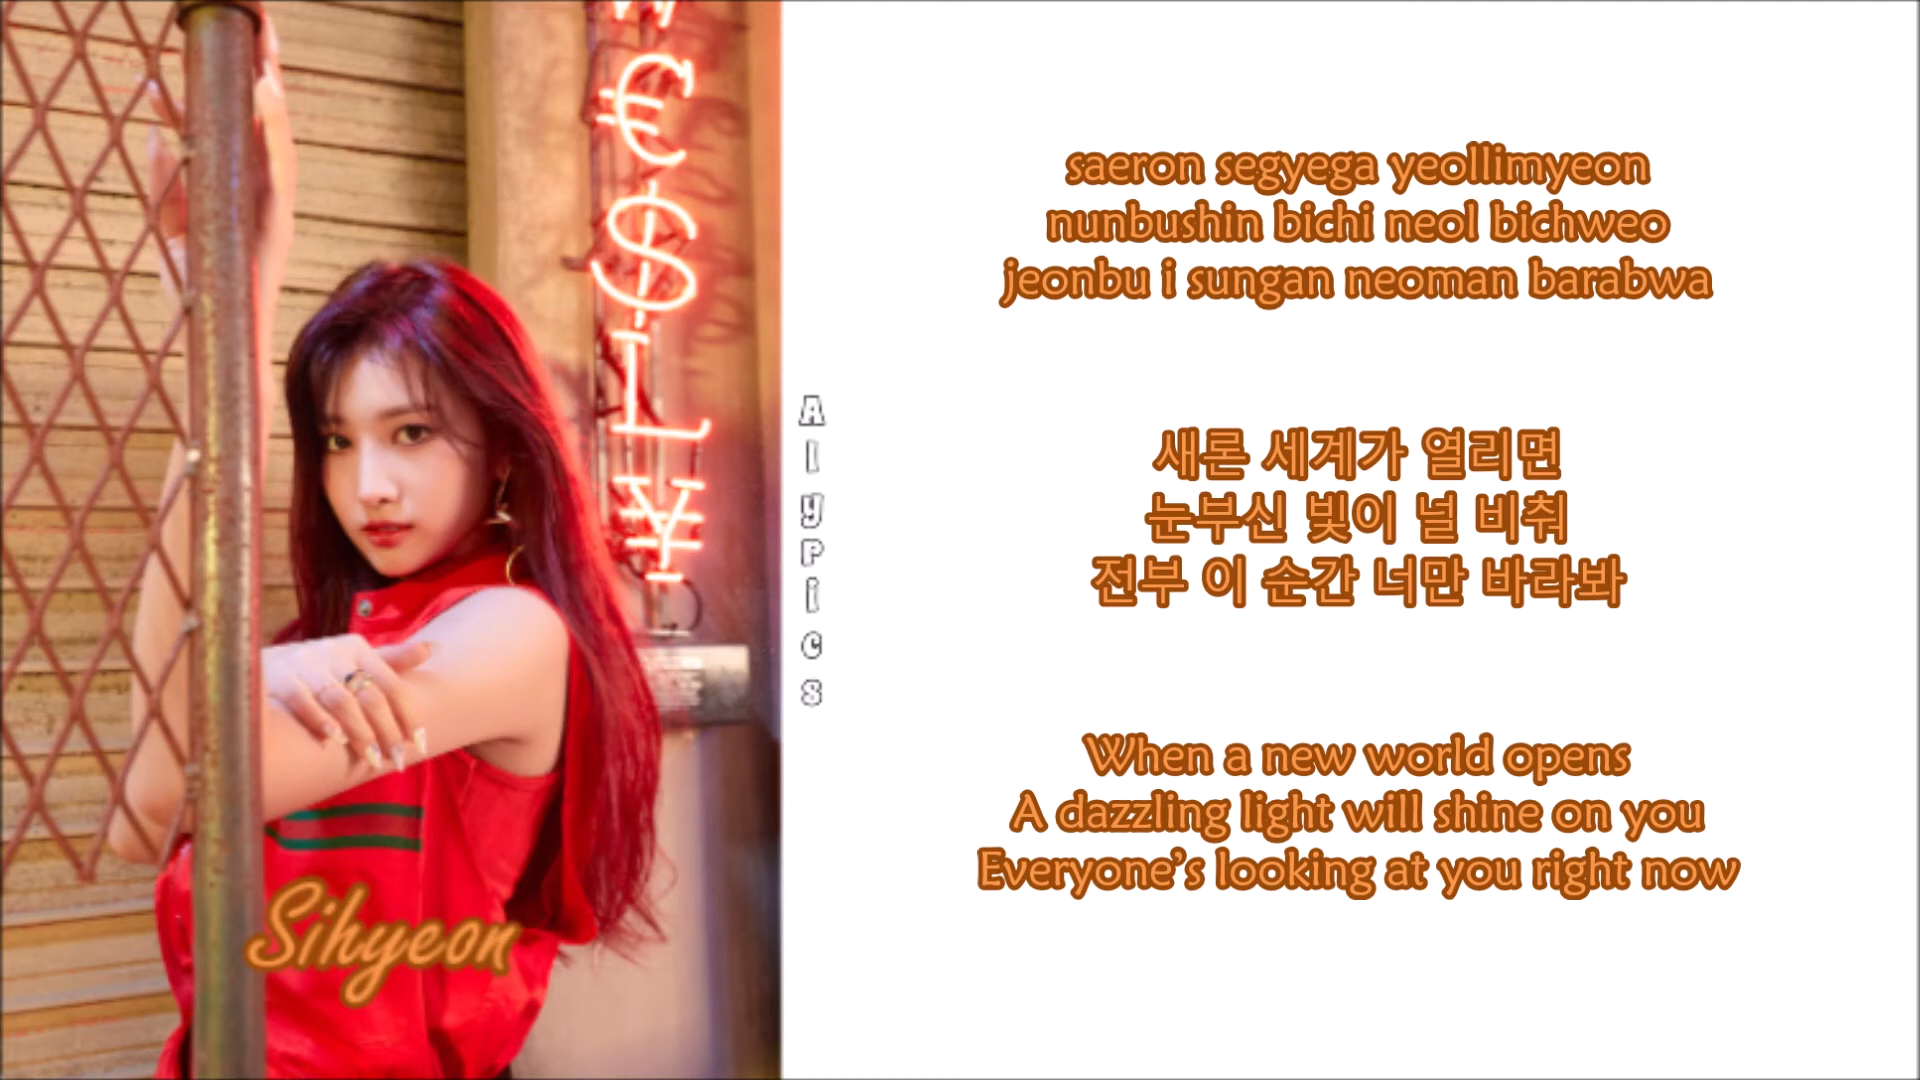 W€$L¥
Sihyeon
AlyPics
saeron segyega yeollimyeon
nunbushin bichi neol bichweo
jeonbu i sungan neoman barabwa
새론 세계가 열리면
눈부신 빛이 널 비춰
전부 이 순간 너만 바라봐
When a new world opens
A dazzling light will shine on you
Everyone's looking at you right now